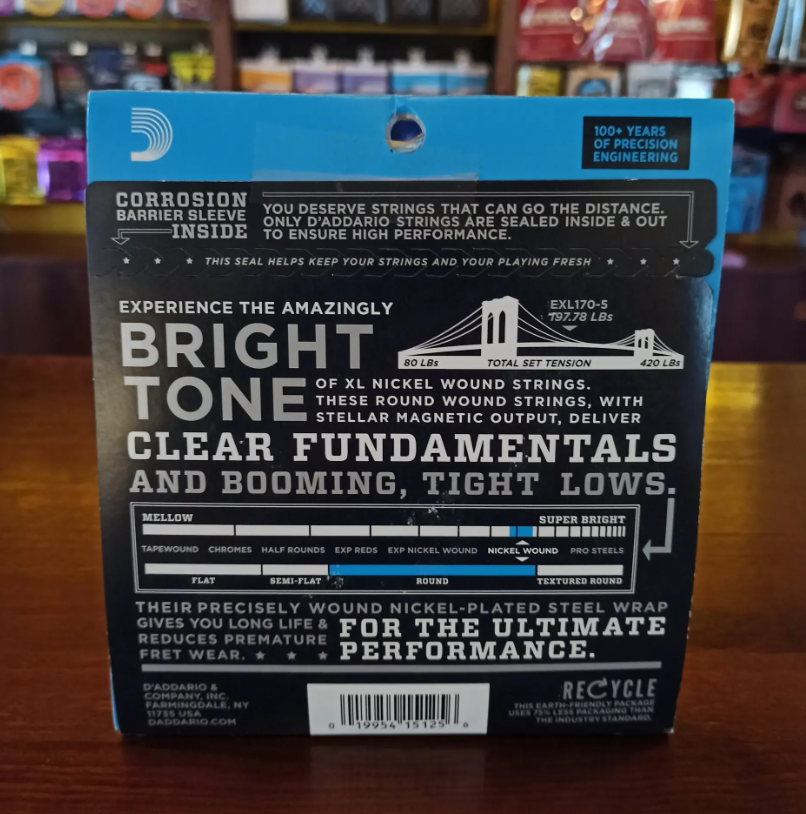 100+ YEARS
OF PRECISION
ENGINEERING
CORROSION
BARRIER SLEEVE
INSIDE
YOU DESERVE STRINGS THAT CAN GO THE DISTANCE.
ONLY D'ADDARIO STRINGS ARE SEALED INSIDE & OUT
TO ENSURE HIGH PERFORMANCE.
THIS SEAL HELPS KEEP YOUR STRINGS AND YOUR PLAYING FRESH
EXPERIENCE THE AMAZINGLY
BRIGHT
TONE
EXL170-5
197.78 LBs
80 LBs TOTAL SET TENSION 420 LBs
OF XL NICKEL WOUND STRINGS.
THESE ROUND WOUND STRINGS, WITH
STELLAR MAGNETIC OUTPUT, DELIVER
CLEAR FUNDAMENTALS
AND BOOMING, TIGHT LOWS.
MELLOW SUPER BRIGHT
TAPEWOUND CHROMES HALF ROUNDS EXP REDS EXP NICKEL WOUND NICKEL WOUND PRO STEELS
FLAT SEMI-FLAT ROUND TEXTURED ROUND
THEIR PRECISELY WOUND NICKEL-PLATED STEEL WRAP
GIVES YOU LONG LIFE &
REDUCES PREMATURE
FRET WEAR.
FOR THE ULTIMATE
PERFORMANCE.
D'ADDARIO &
COMPANY, INC.
FARMINGDALE, NY
11735 USA
DADDARIO.COM
0 19954 15125 6
RECYCLE
THIS EARTH-FRIENDLY PACKAGE
USES 75% LESS PACKAGING THAN
THE INDUSTRY STANDARD.